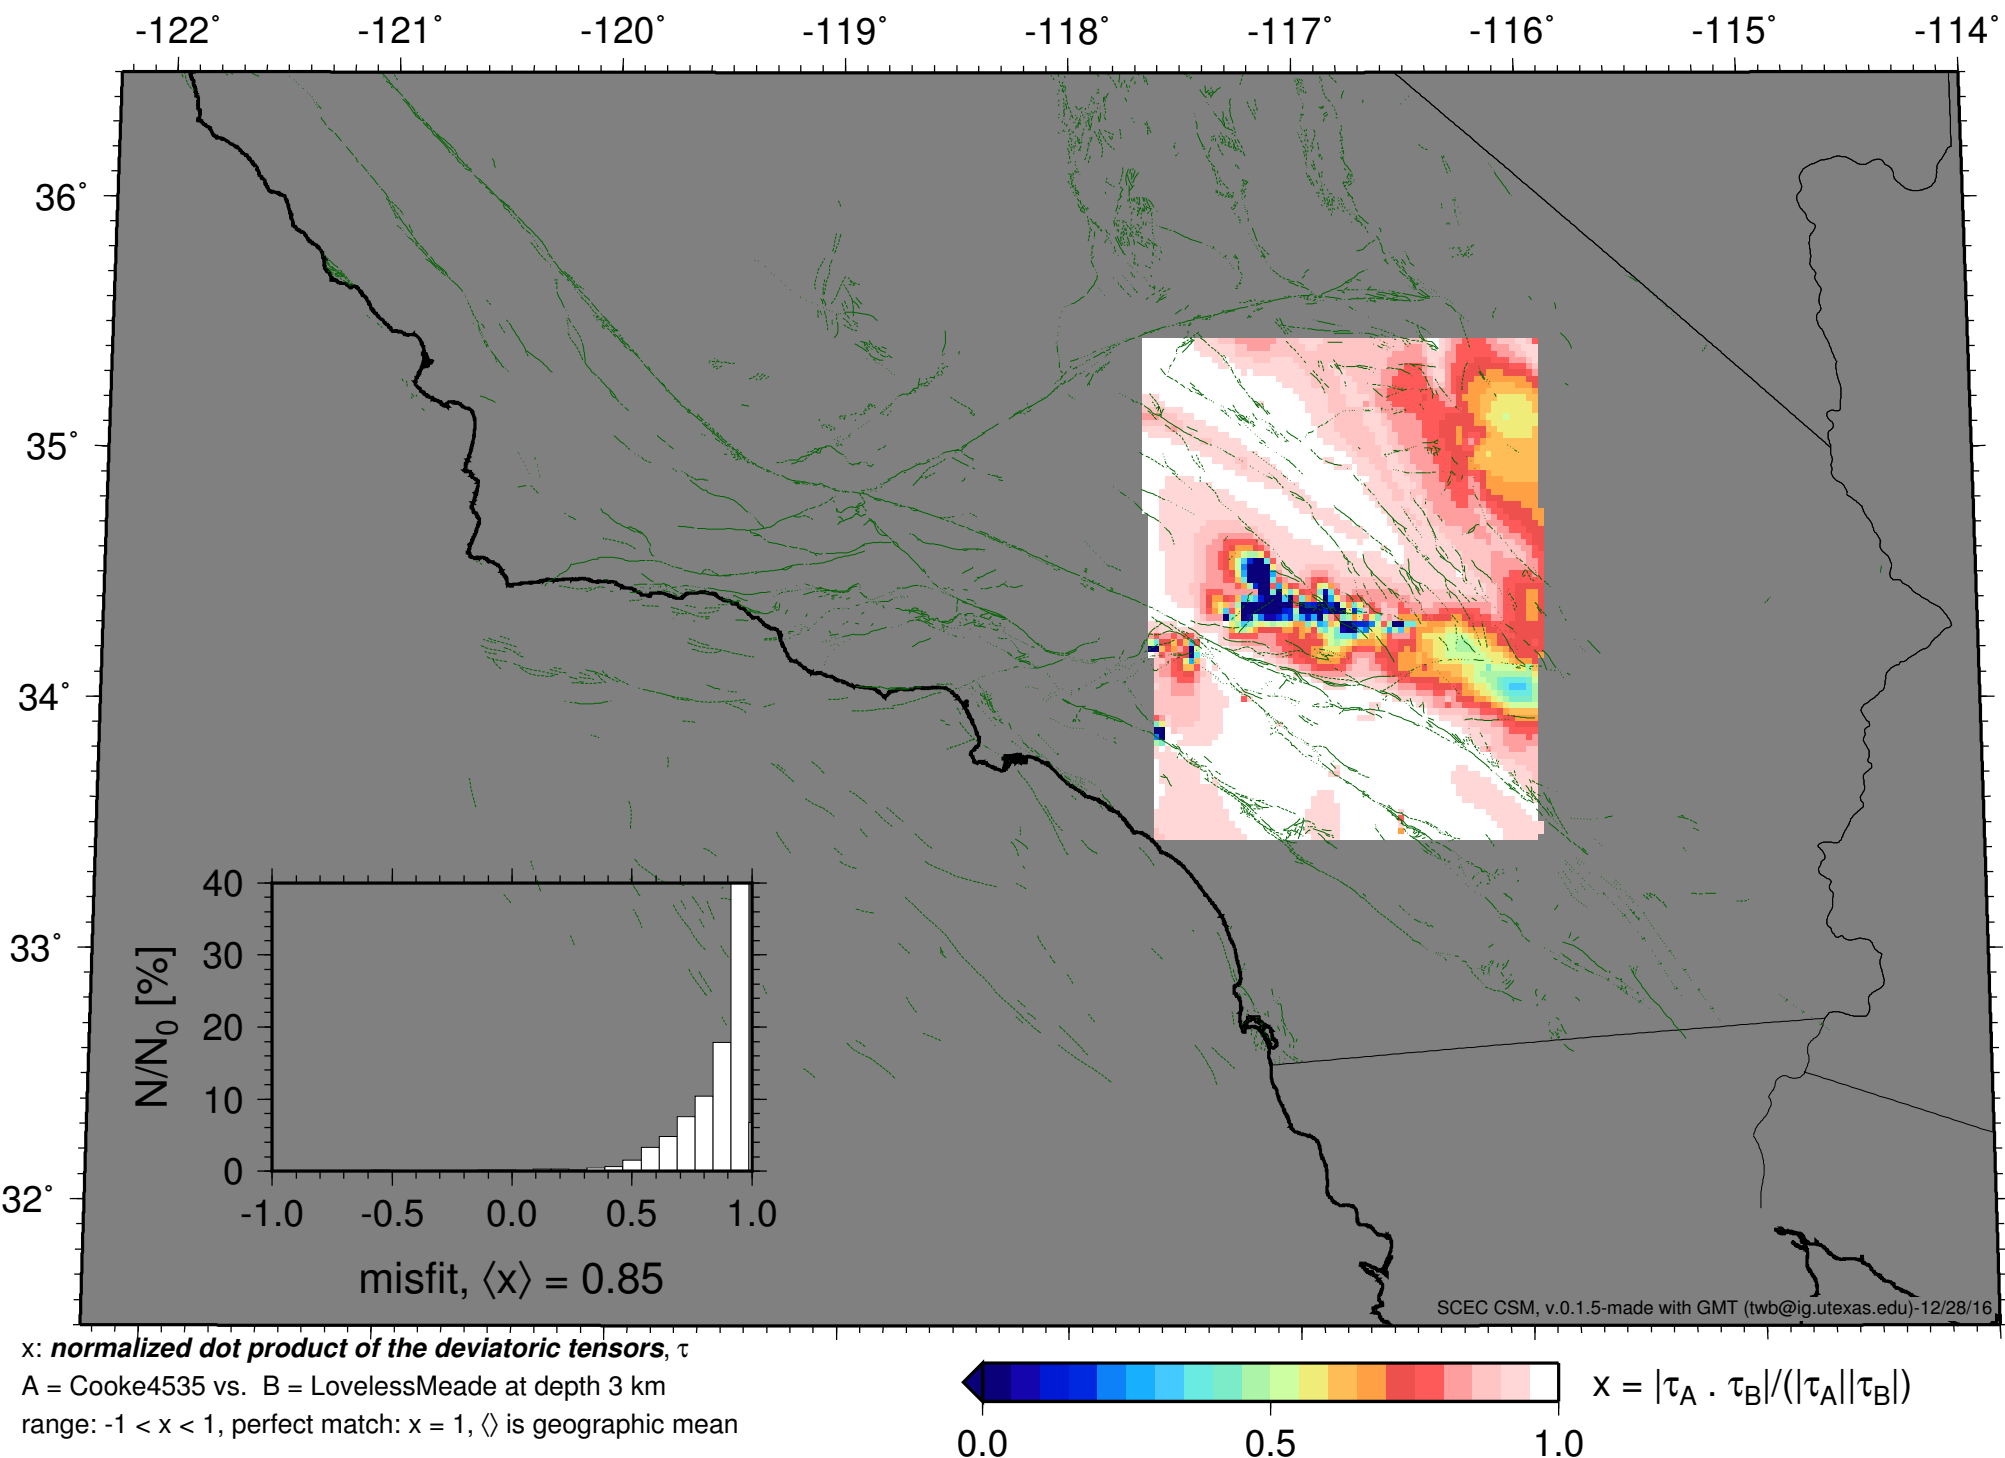 -122˚ -121˚ -120˚ -119˚ -118˚ -117˚ -116˚ -115˚ -114˚
36˚
35˚
34˚
33˚
32˚
40
30
20
10
0
N/N0 [%]
-1.0 -0.5 0.0 0.5 1.0
misfit, ⟨x⟩ = 0.85
SCEC CSM, v.0.1.5-made with GMT (twb@ig.utexas.edu)-12/28/16
x: normalized dot product of the deviatoric tensors, τ
A = Cooke4535 vs. B = LovelessMeade at depth 3 km
range: -1 < x < 1, perfect match: x = 1, ⟨⟩ is geographic mean
x = |τA . τB|/(|τA||τB|)
0.0 0.5 1.0